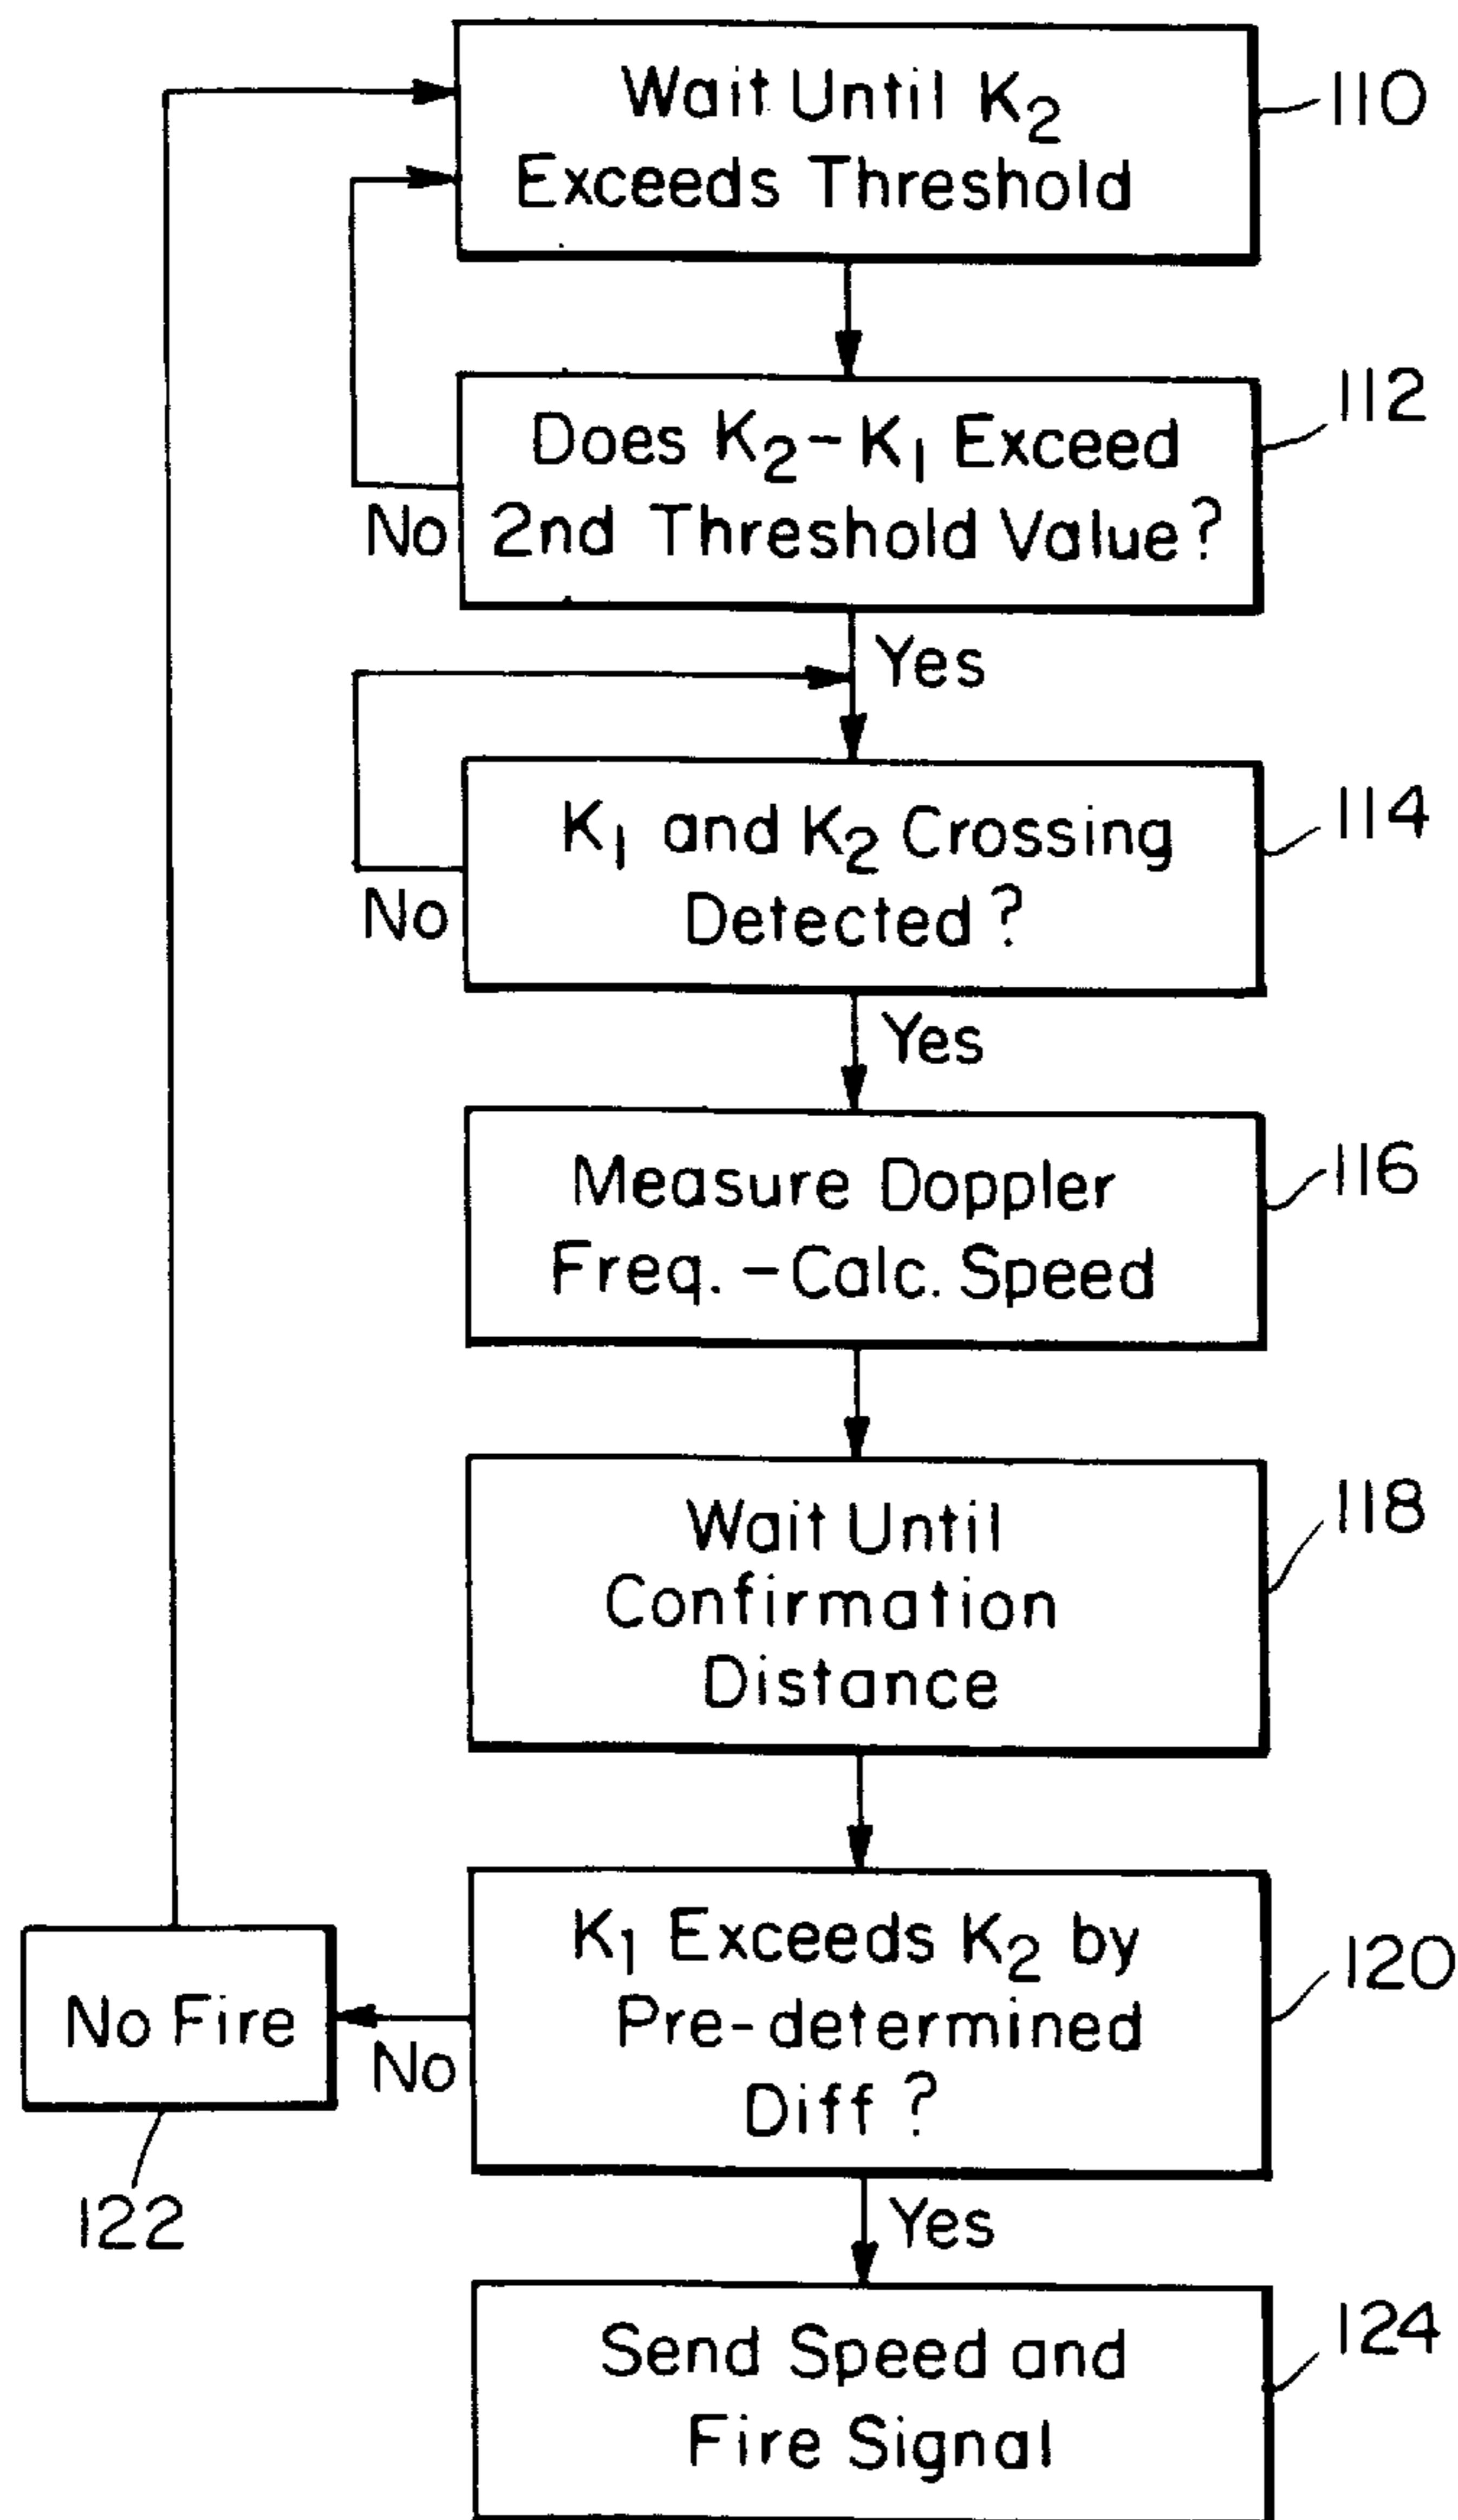 Wait Until K2
Exceeds Threshold
110
Does K2-K1 Exceed
2nd Threshold Value?
112
No
Yes
K1 and K2 Crossing
Detected?
114
No
Yes
Measure Doppler
Freq. -Calc. Speed
116
Wait Until
Confirmation
Distance
118
K1 Exceeds K2 by
Pre-determined
Diff ?
120
No Fire
No
122
Yes
Send Speed and
Fire Signal
124